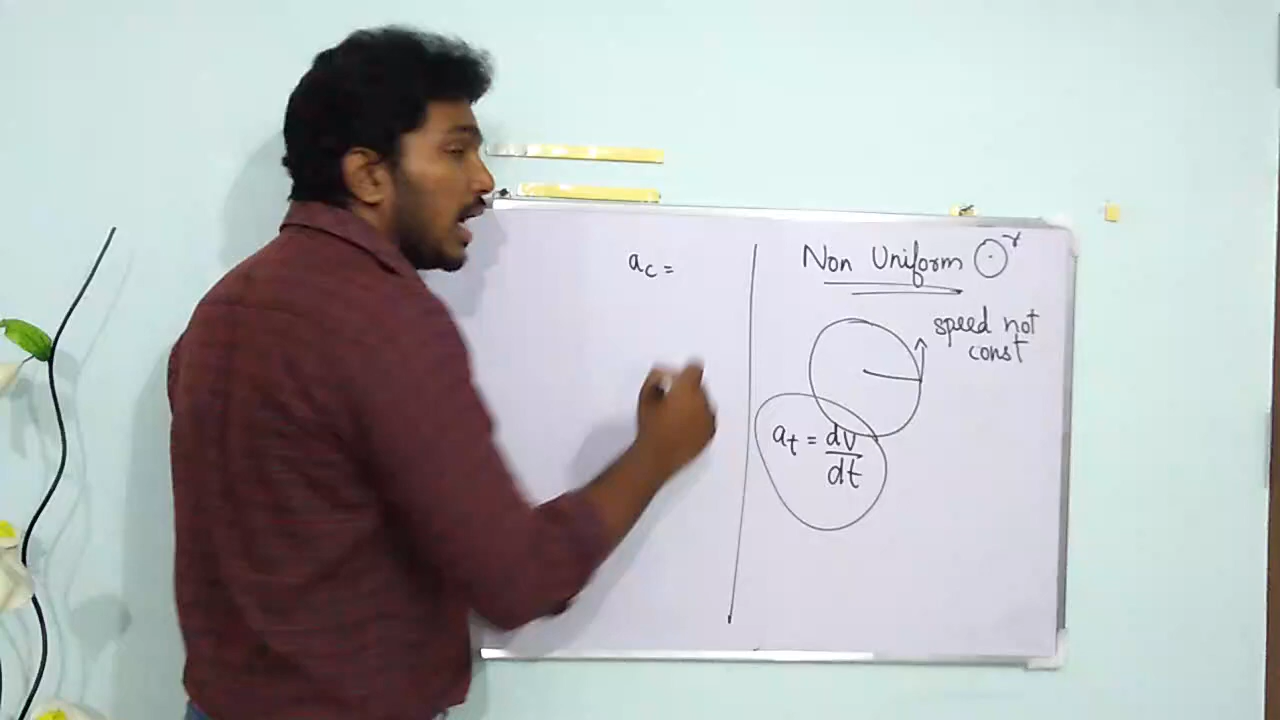 a_c =
Non Uniform ⊙ʳ
speed not
const
a_t = dv/dt